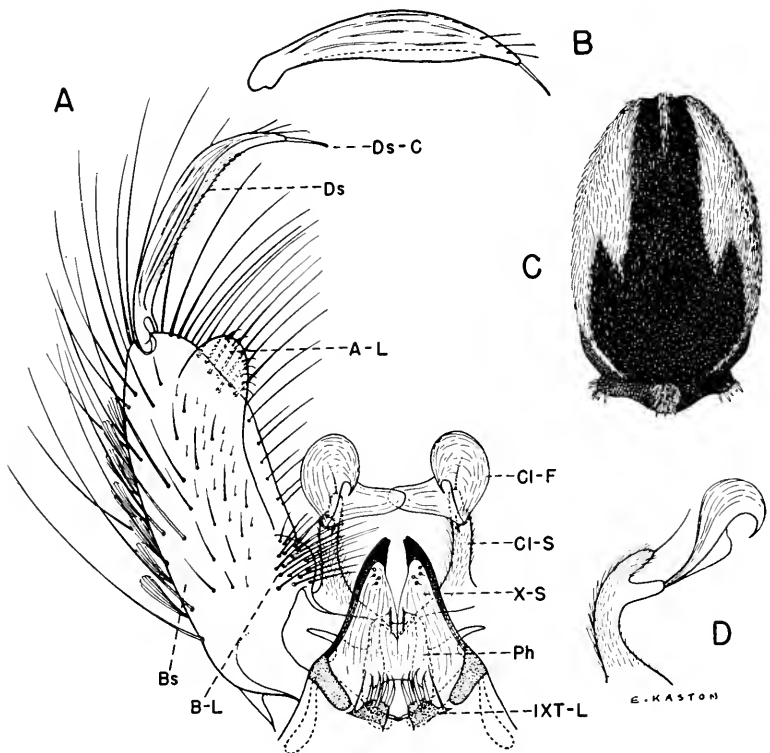 B
A
Ds-C
Ds
C
A-L
Cl-F
Cl-S
X-S
D
Ph
Bs
B-L
IXT-L
E. KASTON